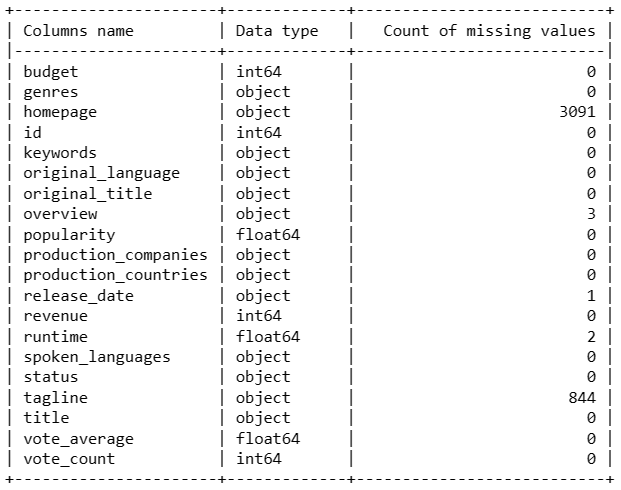 +----------------------+-------------+---------------------------+
| Columns name         | Data type   |   Count of missing values |
|----------------------+-------------+---------------------------|
| budget               | int64       |                         0 |
| genres               | object      |                         0 |
| homepage             | object      |                      3091 |
| id                   | int64       |                         0 |
| keywords             | object      |                         0 |
| original_language    | object      |                         0 |
| original_title       | object      |                         0 |
| overview             | object      |                         3 |
| popularity           | float64     |                         0 |
| production_companies | object      |                         0 |
| production_countries | object      |                         0 |
| release_date         | object      |                         1 |
| revenue              | int64       |                         0 |
| runtime              | float64     |                         2 |
| spoken_languages     | object      |                         0 |
| status               | object      |                         0 |
| tagline              | object      |                       844 |
| title                | object      |                         0 |
| vote_average         | float64     |                         0 |
| vote_count           | int64       |                         0 |
+----------------------+-------------+---------------------------+